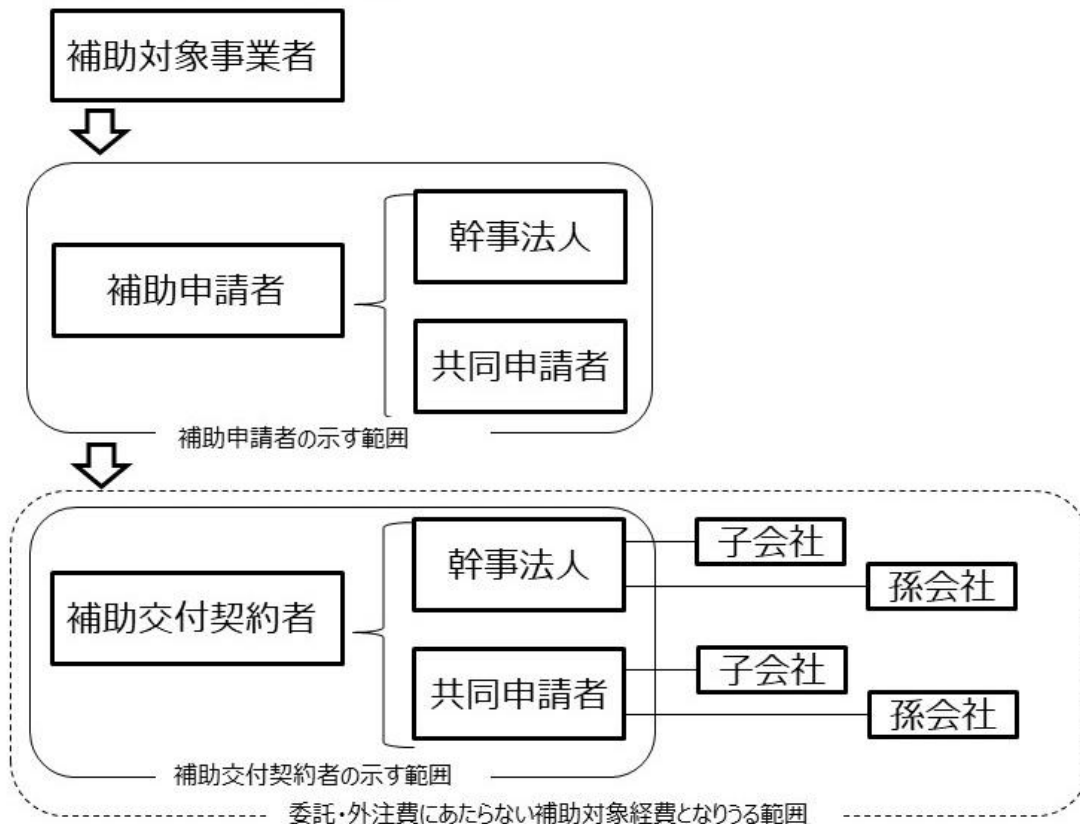 補助対象事業者
幹事法人
補助申請者
共同申請者
補助申請者の示す範囲
幹事法人
子会社
孫会社
補助交付契約者
共同申請者
子会社
孫会社
補助交付契約者の示す範囲
委託・外注費にあたらない補助対象経費となりうる範囲